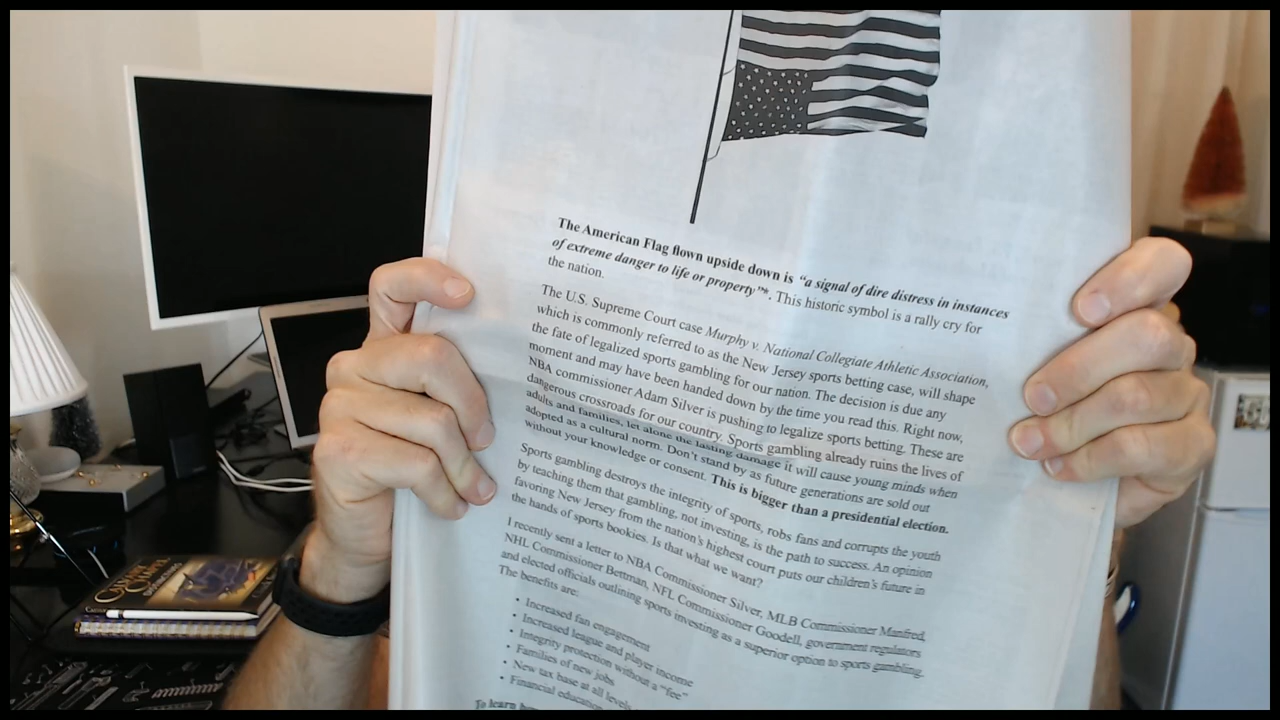 The American Flag flown upside down is “a signal of dire distress in instances
of extreme danger to life or property”*. This historic symbol is a rally cry for
the nation.
The U.S. Supreme Court case Murphy v. National Collegiate Athletic Association,
which is commonly referred to as the New Jersey sports betting case, will shape
the fate of legalized sports gambling for our nation. The decision is due any
moment and may have been handed down by the time you read this. Right now,
NBA commissioner Adam Silver is pushing to legalize sports betting. These are
dangerous crossroads for our country. Sports gambling already ruins the lives of
adults and families, let alone the lasting damage it will cause young minds when
adopted as a cultural norm. Don’t stand by as future generations are sold out
without your knowledge or consent. This is bigger than a presidential election.
Sports gambling destroys the integrity of sports, robs fans and corrupts the youth
by teaching them that gambling, not investing, is the path to success. An opinion
favoring New Jersey from the nation’s highest court puts our children’s future in
the hands of sports bookies. Is that what we want?
I recently sent a letter to NBA Commissioner Silver, MLB Commissioner Manfred,
NHL Commissioner Bettman, NFL Commissioner Goodell, government regulators
and elected officials outlining sports investing as a superior option to sports gambling.
The benefits are:
• Increased fan engagement
• Increased league and player income
• Integrity protection without a “fee”
• Families of new jobs
• New tax base at all levels
• Financial education
To learn